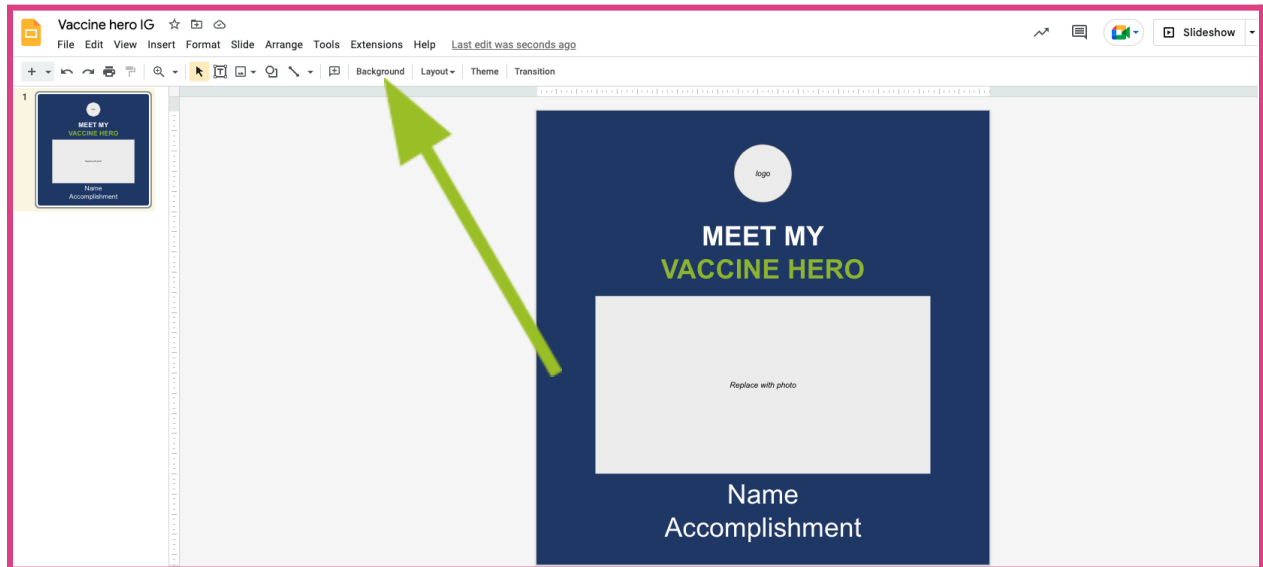 Vaccine hero IG
File Edit View Insert Format Slide Arrange Tools Extensions Help Last edit was seconds ago
Slideshow
Background Layout Theme Transition
1
MEET MY
VACCINE HERO
Name
Accomplishment
logo
MEET MY
VACCINE HERO
Replace with photo
Name
Accomplishment